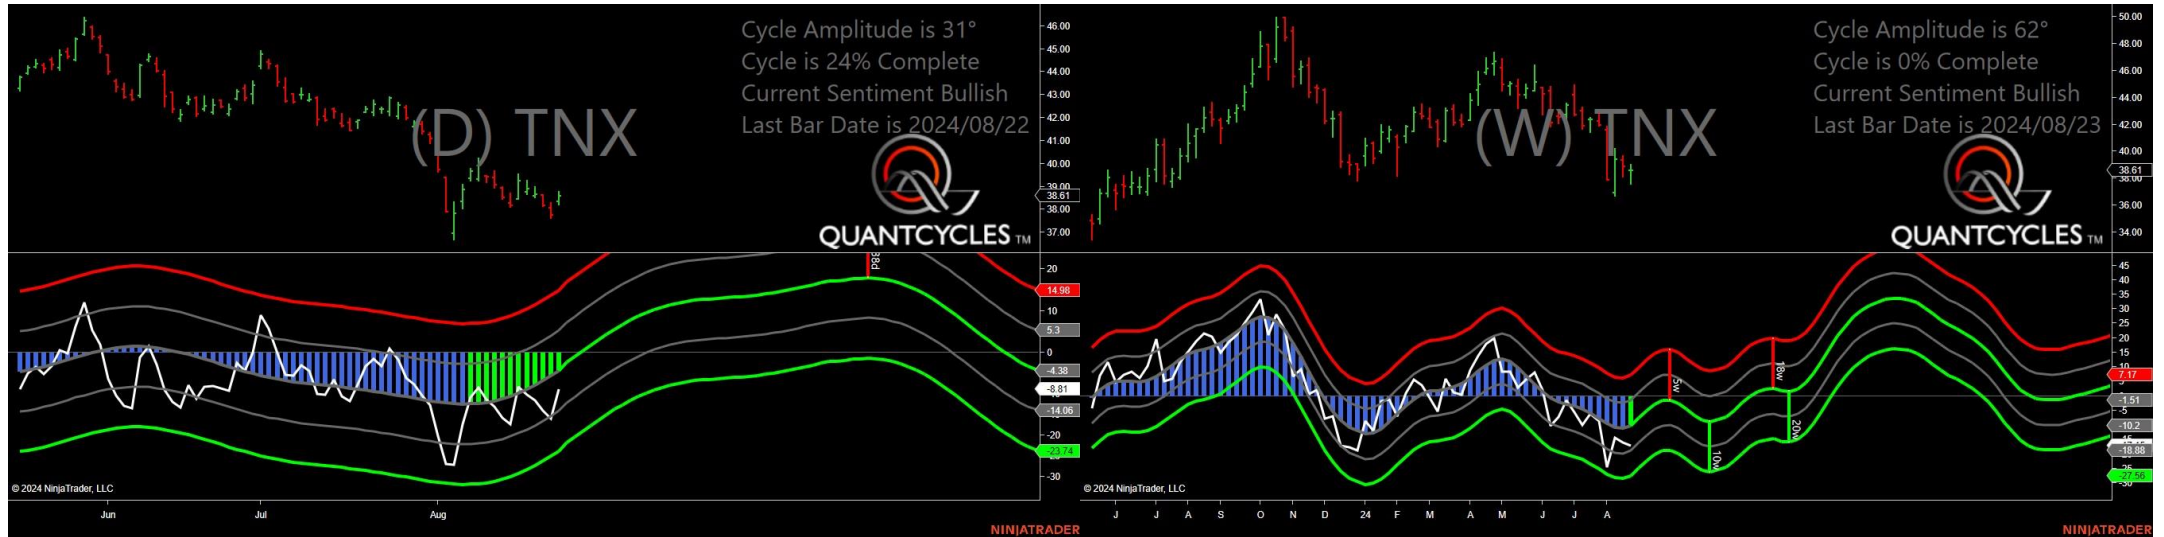 Cycle Amplitude is 31°
Cycle is 24% Complete
Current Sentiment Bullish
Last Bar Date is 2024/08/22
(D) TNX
QUANTCYCLES TM
46.00
45.00
44.00
43.00
42.00
41.00
40.00
39.00
38.61
38.00
37.00
38d
20
14.98
10
5.3
0
-4.38
-8.81
-14.06
-20
-23.74
-30
© 2024 NinjaTrader, LLC
Jun Jul Aug
NINJATRADER
Cycle Amplitude is 62°
Cycle is 0% Complete
Current Sentiment Bullish
Last Bar Date is 2024/08/23
(W) TNX
QUANTCYCLES TM
50.00
48.00
46.00
44.00
42.00
40.00
38.61
38.00
36.00
34.00
5w
10w
18w
20w
45
40
35
30
25
20
15
10
7.17
-1.51
-5
-10.2
-18.88
-27.56
© 2024 NinjaTrader, LLC
J J A S O N D 24 F M A M J J A
NINJATRADER